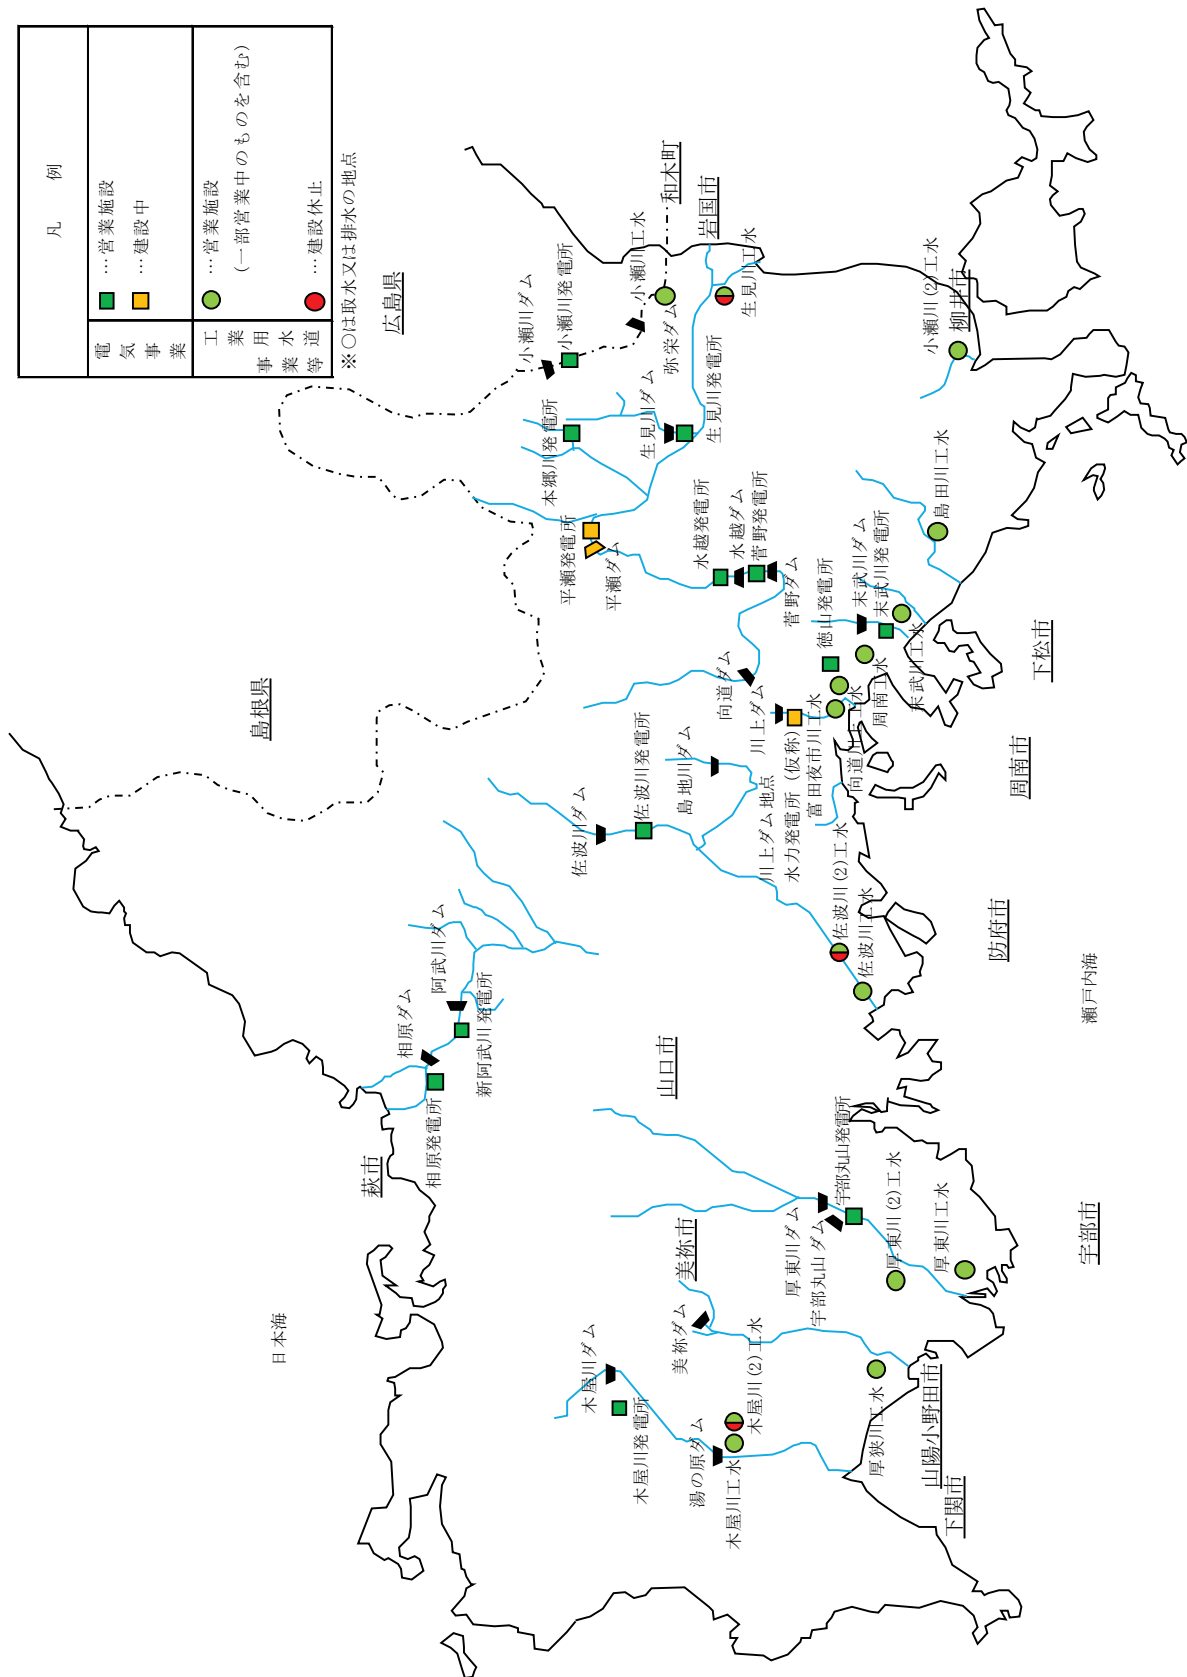 凡 例
電気事業
…営業施設
…建設中
工業用水
事業等
道
…営業施設
(一部営業中のものを含む)
…建設休止
※○は取水又は排水の地点
広島県
島根県
日本海
瀬戸内海
和木町
岩国市
柳井市
下松市
周南市
防府市
山口市
萩市
美祢市
宇部市
山陽小野田市
下関市
小瀬川ダム
小瀬川発電所
小瀬川工水
弥栄ダム
生見川工水
生見川ダム
生見川発電所
本郷川発電所
小瀬川(2)工水
平瀬発電所
平瀬ダム
水越発電所
水越ダム
菅野発電所
菅野ダム
島田川工水
末武川ダム
末武川発電所
末武川工水
徳山発電所
周南工水
向道ダム
向道川上工水
川上ダム
富田夜市川工水
川上ダム地点
水力発電所(仮称)
島地川ダム
佐波川発電所
佐波川ダム
佐波川(2)工水
佐波川工水
阿武川ダム
新阿武川発電所
相原ダム
相原発電所
宇部丸山発電所
厚東川ダム
宇部丸山ダム
厚東川(2)工水
厚東川工水
美祢ダム
木屋川ダム
木屋川発電所
湯の原ダム
木屋川(2)工水
木屋川工水
厚狭川工水